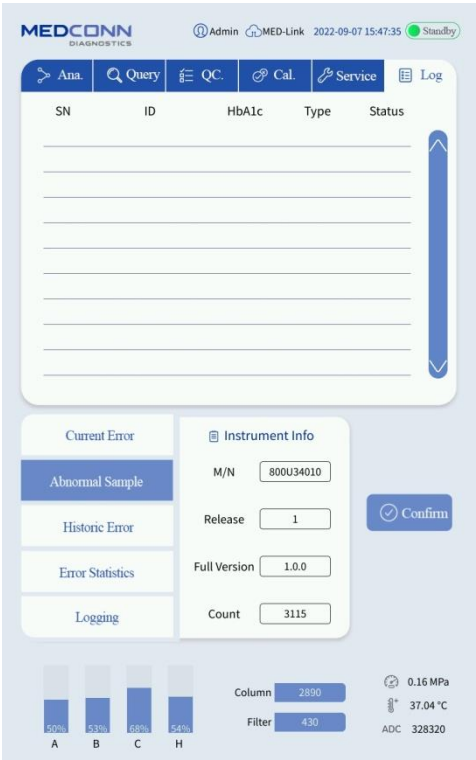 MEDCONN
DIAGNOSTICS
Admin MED-Link 2022-09-07 15:47:35 Standby
Ana. Query QC. Cal. Service Log
SN ID HbA1c Type Status
Current Error
Abnormal Sample
Historic Error
Error Statistics
Logging
Instrument Info
M/N 800U34010
Release 1
Full Version 1.0.0
Count 3115
Confirm
50% 53% 68% 54%
A B C H
Column 2890
Filter 430
0.16 MPa
37.04 °C
ADC 328320